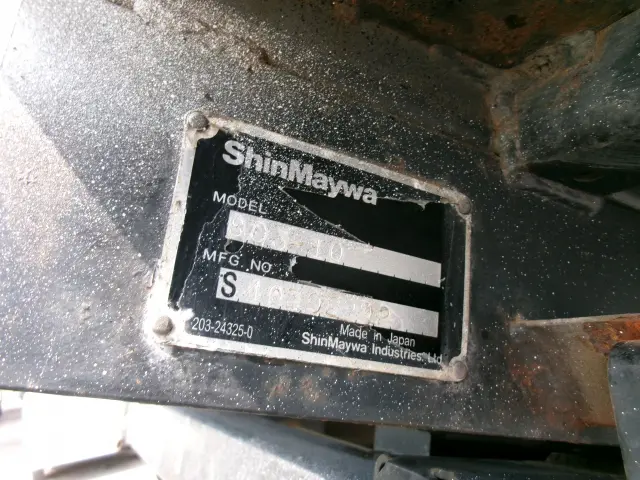 ShinMaywa
MODEL
MFG.NO.
S
203-24325-0
Made in Japan
ShinMaywa Industries, Ltd.